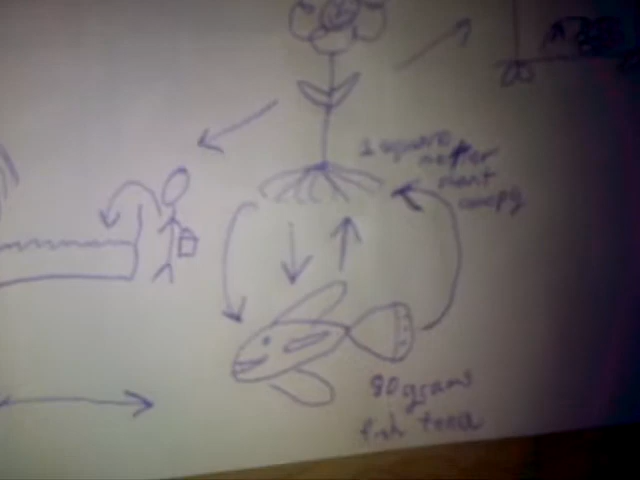 1 square
meter
plant
canopy
80 grams
fish feed